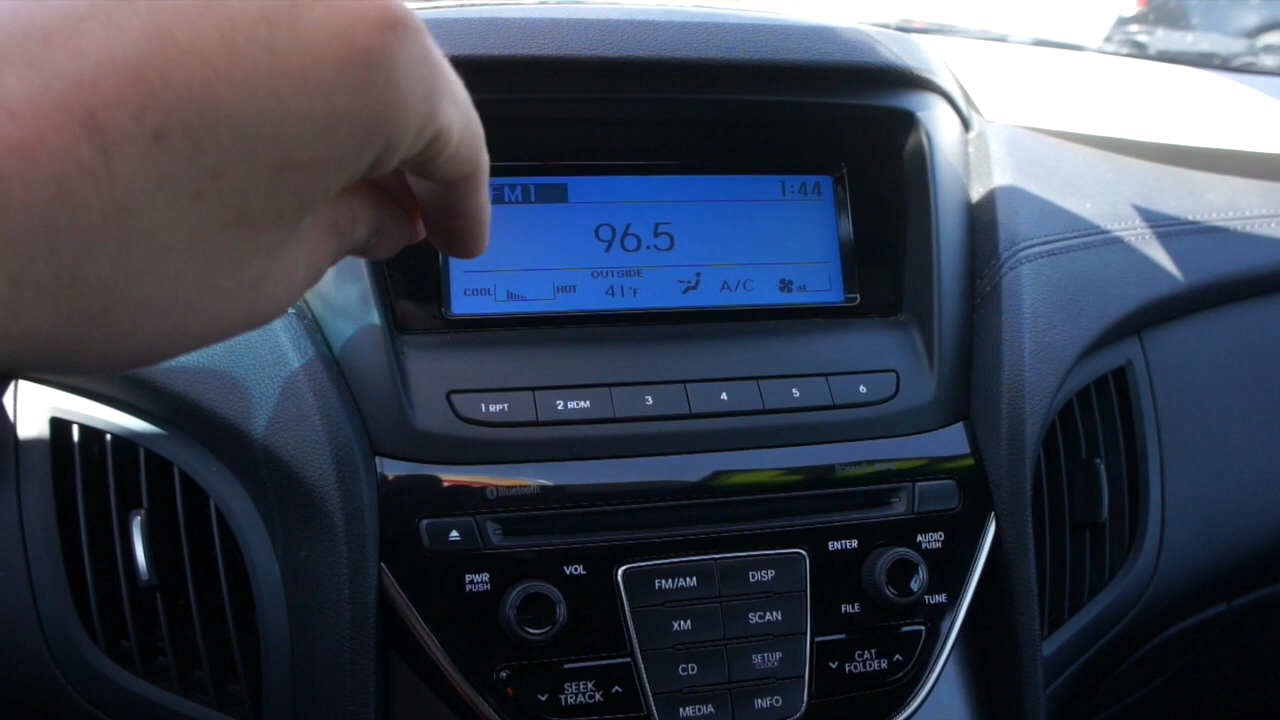 FM1
1:44
96.5
OUTSIDE
COOL HOT 41°F A/C
1 RPT 2 RDM 3 4 5 6
Bluetooth
ENTER
AUDIO
PUSH
PWR
PUSH
VOL
FM/AM DISP
FILE
TUNE
XM SCAN
CD SETUP
CLOCK
CAT
FOLDER
SEEK
TRACK
MEDIA INFO